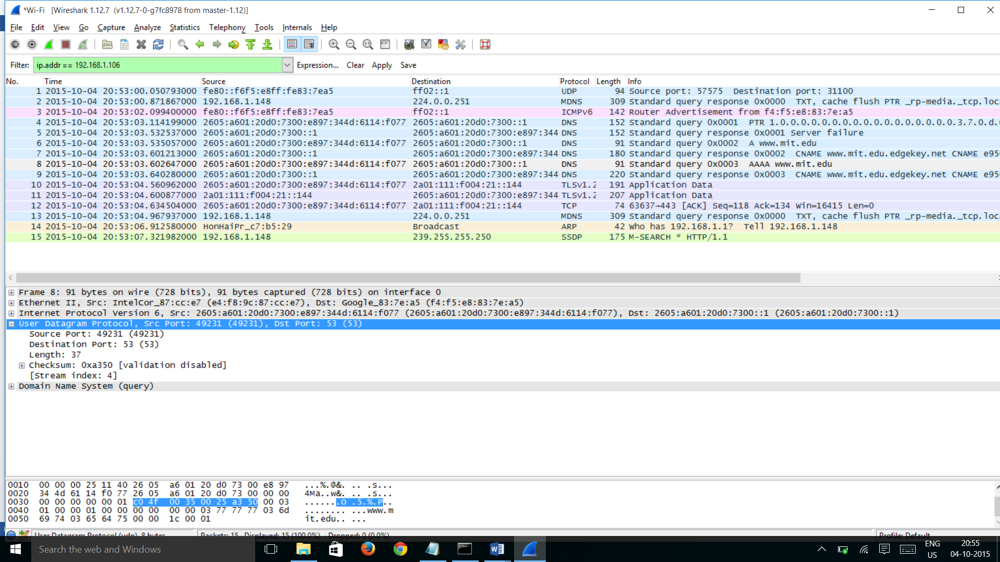 *Wi-Fi [Wireshark 1.12.7 (v1.12.7-0-g7fc8978 from master-1.12)]
File Edit View Go Capture Analyze Statistics Telephony Tools Internals Help
Filter: ip.addr == 192.168.1.106 Expression... Clear Apply Save
No. Time Source Destination Protocol Length Info
1 2015-10-04 20:53:00.050793000 fe80::f6f5:e8ff:fe83:7ea5 ff02::1 UDP 94 Source port: 57575 Destination port: 31100
2 2015-10-04 20:53:00.871867000 192.168.1.148 224.0.0.251 MDNS 309 Standard query response 0x0000 TXT, cache flush PTR _rp-media._tcp.loca
3 2015-10-04 20:53:02.099400000 fe80::f6f5:e8ff:fe83:7ea5 ff02::1 ICMPv6 142 Router Advertisement from f4:f5:e8:83:7e:a5
4 2015-10-04 20:53:03.114199000 2605:a601:20d0:7300:e897:344d:6114:f077 2605:a601:20d0:7300::1 DNS 152 Standard query 0x0001 PTR 1.0.0.0.0.0.0.0.0.0.0.0.0.0.0.0.0.0.3.7.0.d.
5 2015-10-04 20:53:03.532537000 2605:a601:20d0:7300::1 2605:a601:20d0:7300:e897:344 DNS 152 Standard query response 0x0001 Server failure
6 2015-10-04 20:53:03.535057000 2605:a601:20d0:7300:e897:344d:6114:f077 2605:a601:20d0:7300::1 DNS 91 Standard query 0x0002 A www.mit.edu
7 2015-10-04 20:53:03.601213000 2605:a601:20d0:7300::1 2605:a601:20d0:7300:e897:344 DNS 180 Standard query response 0x0002 CNAME www.mit.edu.edgekey.net CNAME e95
8 2015-10-04 20:53:03.602647000 2605:a601:20d0:7300:e897:344d:6114:f077 2605:a601:20d0:7300::1 DNS 91 Standard query 0x0003 AAAA www.mit.edu
9 2015-10-04 20:53:03.640280000 2605:a601:20d0:7300::1 2605:a601:20d0:7300:e897:344 DNS 220 Standard query response 0x0003 CNAME www.mit.edu.edgekey.net CNAME e95
10 2015-10-04 20:53:04.560962000 2605:a601:20d0:7300:e897:344d:6114:f077 2a01:111:f004:21::144 TLSv1.2 191 Application Data
11 2015-10-04 20:53:04.600877000 2a01:111:f004:21::144 2605:a601:20d0:7300:e897:344 TLSv1.2 207 Application Data
12 2015-10-04 20:53:04.634504000 2605:a601:20d0:7300:e897:344d:6114:f077 2a01:111:f004:21::144 TCP 74 63637→443 [ACK] Seq=118 Ack=134 Win=16415 Len=0
13 2015-10-04 20:53:04.967937000 192.168.1.148 224.0.0.251 MDNS 309 Standard query response 0x0000 TXT, cache flush PTR _rp-media._tcp.loca
14 2015-10-04 20:53:06.912580000 HonHaiPr_c7:b5:29 Broadcast ARP 42 Who has 192.168.1.1? Tell 192.168.1.148
15 2015-10-04 20:53:07.321982000 192.168.1.148 239.255.255.250 SSDP 175 M-SEARCH * HTTP/1.1
Frame 8: 91 bytes on wire (728 bits), 91 bytes captured (728 bits) on interface 0
Ethernet II, Src: IntelCor_87:cc:e7 (e4:f8:9c:87:cc:e7), Dst: Google_83:7e:a5 (f4:f5:e8:83:7e:a5)
Internet Protocol Version 6, Src: 2605:a601:20d0:7300:e897:344d:6114:f077 (2605:a601:20d0:7300:e897:344d:6114:f077), Dst: 2605:a601:20d0:7300::1 (2605:a601:20d0:7300::1)
User Datagram Protocol, Src Port: 49231 (49231), Dst Port: 53 (53)
Source Port: 49231 (49231)
Destination Port: 53 (53)
Length: 37
Checksum: 0xa350 [validation disabled]
[Stream index: 4]
Domain Name System (query)
0010 00 00 00 25 11 40 26 05 a6 01 20 d0 73 00 e8 97 ...%.@&. .. .s...
0020 34 4d 61 14 f0 77 26 05 a6 01 20 d0 73 00 00 00 4Ma..w&. .. .s...
0030 00 00 00 00 00 01 c0 4f 00 35 00 25 a3 50 00 03 .......O .5.%.P..
0040 01 00 00 01 00 00 00 00 00 03 77 77 77 03 6d ........ ...www.m
0050 69 74 03 65 64 75 00 00 1c 00 01 it.edu.. ...
User Datagram Protocol (udp), 8 bytes Packets: 15 · Displayed: 15 (100.0%) · Dropped: 0 (0.0%) Profile: Default
Search the web and Windows
ENG
US
20:55
04-10-2015